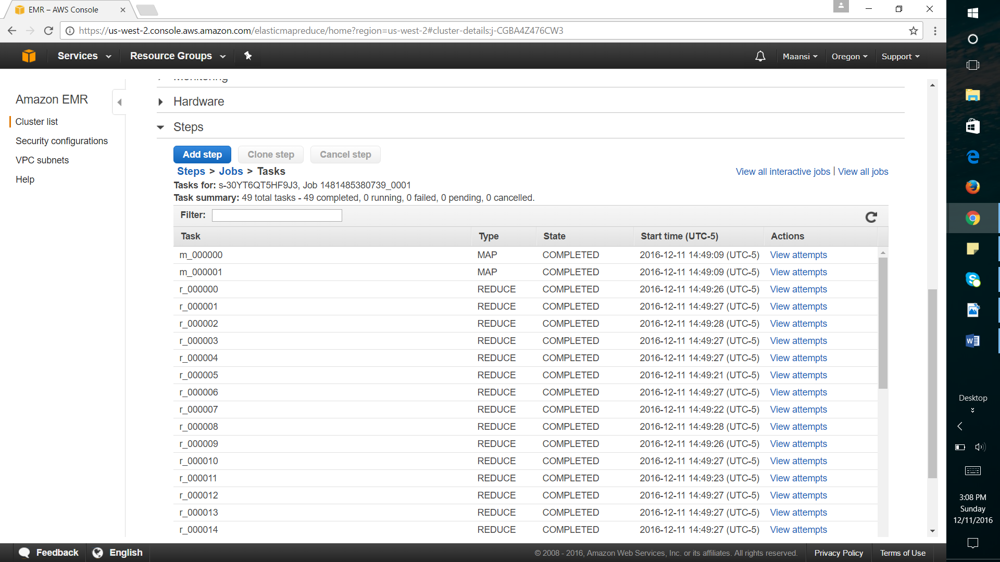 EMR – AWS Console
https://us-west-2.console.aws.amazon.com/elasticmapreduce/home?region=us-west-2#cluster-details:j-CGBA4Z476CW3
Services Resource Groups Maansi Oregon Support
Amazon EMR
Cluster list
Security configurations
VPC subnets
Help
Monitoring
Hardware
Steps
Add step Clone step Cancel step
Steps > Jobs > Tasks View all interactive jobs | View all jobs
Tasks for: s-30YT6QT5HF9J3, Job 1481485380739_0001
Task summary: 49 total tasks - 49 completed, 0 running, 0 failed, 0 pending, 0 cancelled.
Filter:
Task Type State Start time (UTC-5) Actions
m_000000 MAP COMPLETED 2016-12-11 14:49:09 (UTC-5) View attempts
m_000001 MAP COMPLETED 2016-12-11 14:49:09 (UTC-5) View attempts
r_000000 REDUCE COMPLETED 2016-12-11 14:49:26 (UTC-5) View attempts
r_000001 REDUCE COMPLETED 2016-12-11 14:49:27 (UTC-5) View attempts
r_000002 REDUCE COMPLETED 2016-12-11 14:49:28 (UTC-5) View attempts
r_000003 REDUCE COMPLETED 2016-12-11 14:49:27 (UTC-5) View attempts
r_000004 REDUCE COMPLETED 2016-12-11 14:49:27 (UTC-5) View attempts
r_000005 REDUCE COMPLETED 2016-12-11 14:49:21 (UTC-5) View attempts
r_000006 REDUCE COMPLETED 2016-12-11 14:49:27 (UTC-5) View attempts
r_000007 REDUCE COMPLETED 2016-12-11 14:49:22 (UTC-5) View attempts
r_000008 REDUCE COMPLETED 2016-12-11 14:49:28 (UTC-5) View attempts
r_000009 REDUCE COMPLETED 2016-12-11 14:49:26 (UTC-5) View attempts
r_000010 REDUCE COMPLETED 2016-12-11 14:49:27 (UTC-5) View attempts
r_000011 REDUCE COMPLETED 2016-12-11 14:49:23 (UTC-5) View attempts
r_000012 REDUCE COMPLETED 2016-12-11 14:49:27 (UTC-5) View attempts
r_000013 REDUCE COMPLETED 2016-12-11 14:49:27 (UTC-5) View attempts
r_000014 REDUCE COMPLETED 2016-12-11 14:49:27 (UTC-5) View attempts
Feedback English © 2008 - 2016, Amazon Web Services, Inc. or its affiliates. All rights reserved. Privacy Policy Terms of Use
Desktop
3:08 PM
Sunday
12/11/2016